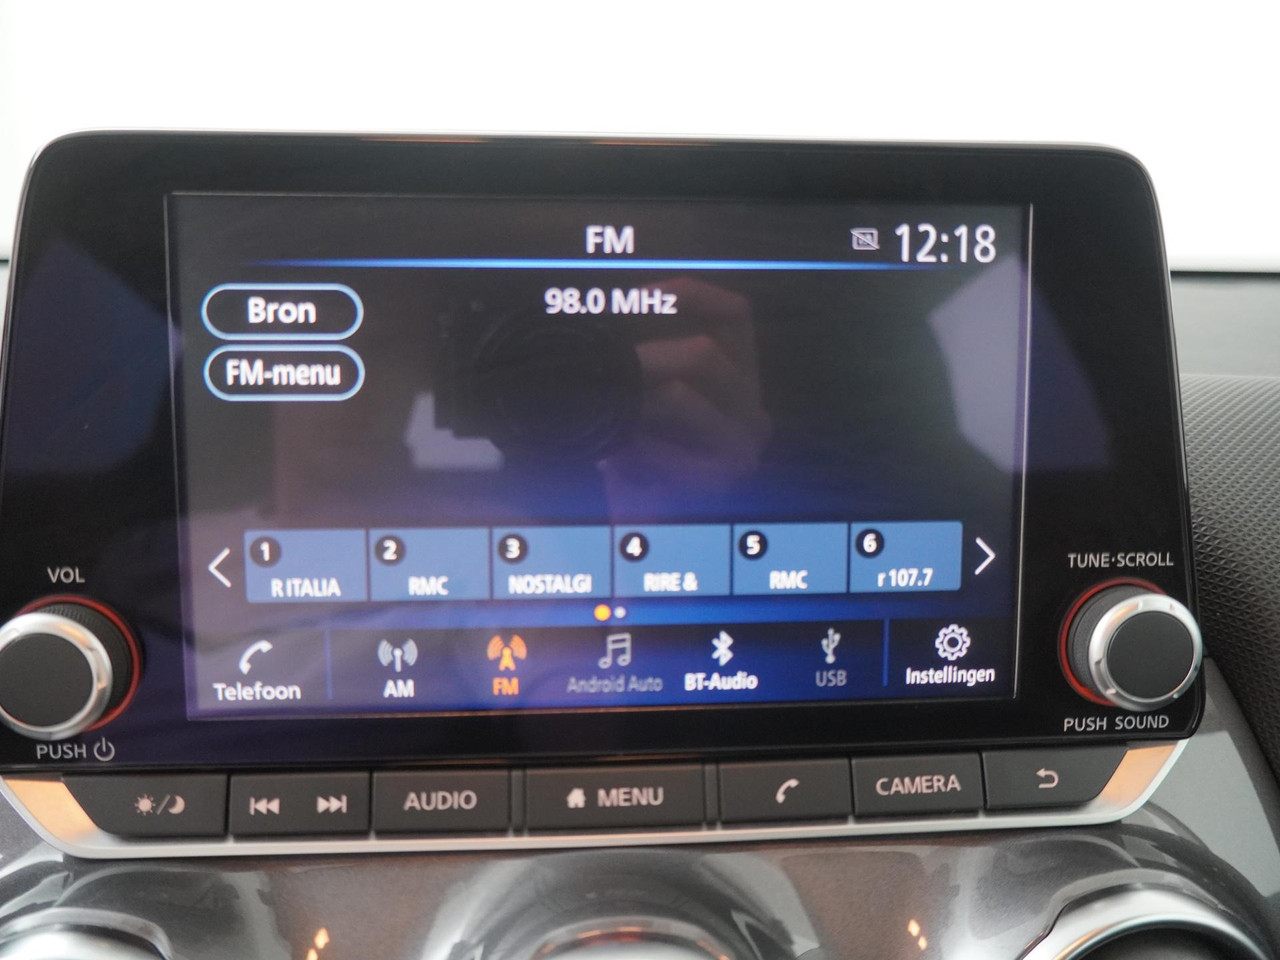 FM
12:18
Bron
98.0 MHz
FM-menu
1 2 3 4 5 6
R ITALIA RMC NOSTALGI RIRE & RMC r 107.7
VOL
TUNE·SCROLL
Telefoon AM FM Android Auto BT-Audio USB Instellingen
PUSH
PUSH SOUND
AUDIO MENU CAMERA